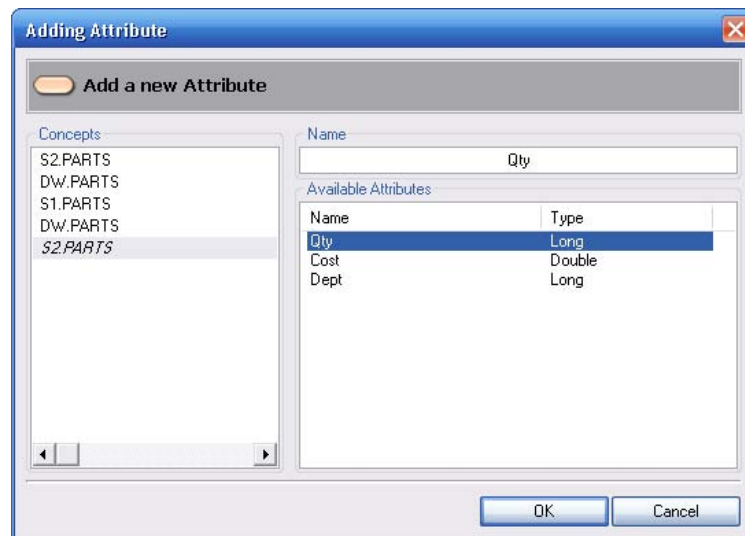 Adding Attribute
Add a new Attribute
Concepts
S2.PARTS
DW.PARTS
S1.PARTS
DW.PARTS
S2.PARTS
Name
Qty
Available Attributes
Name Type
Qty Long
Cost Double
Dept Long
OK Cancel